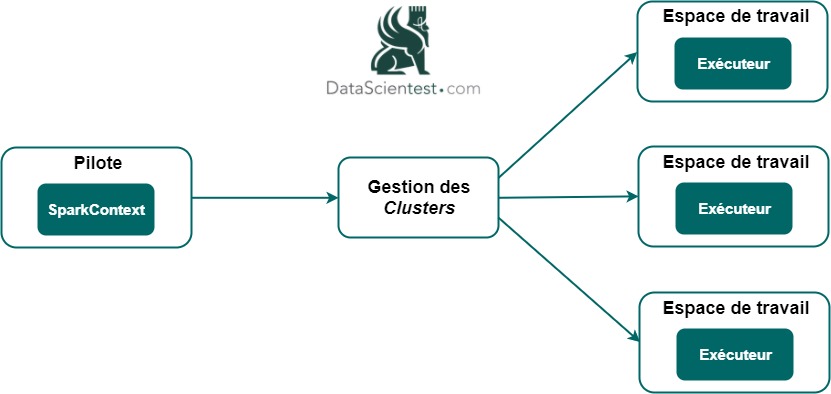 DataScientest.com
Pilote
SparkContext
Gestion des
Clusters
Espace de travail
Exécuteur
Espace de travail
Exécuteur
Espace de travail
Exécuteur